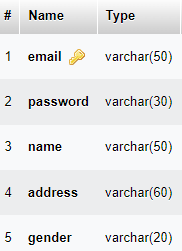 # Name Type
1 email varchar(50)
2 password varchar(30)
3 name varchar(50)
4 address varchar(60)
5 gender varchar(20)